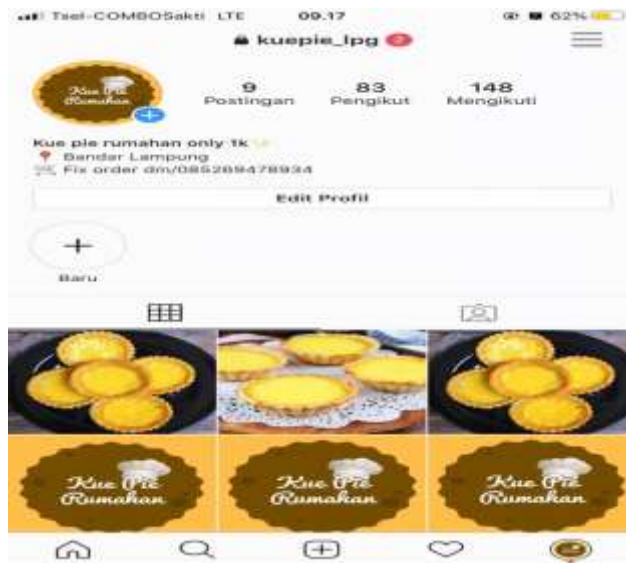 Tsel-COMBOSakti LTE 09.17 62%
kuepie_lpg 2
9 83 148
Postingan Pengikut Mengikuti
Kue Pie
Rumahan
Kue pie rumahan only 1k
Bandar Lampung
Fix order dm/085269478934
Edit Profil
Baru
Kue Pie
Rumahan
Kue Pie
Rumahan
Kue Pie
Rumahan